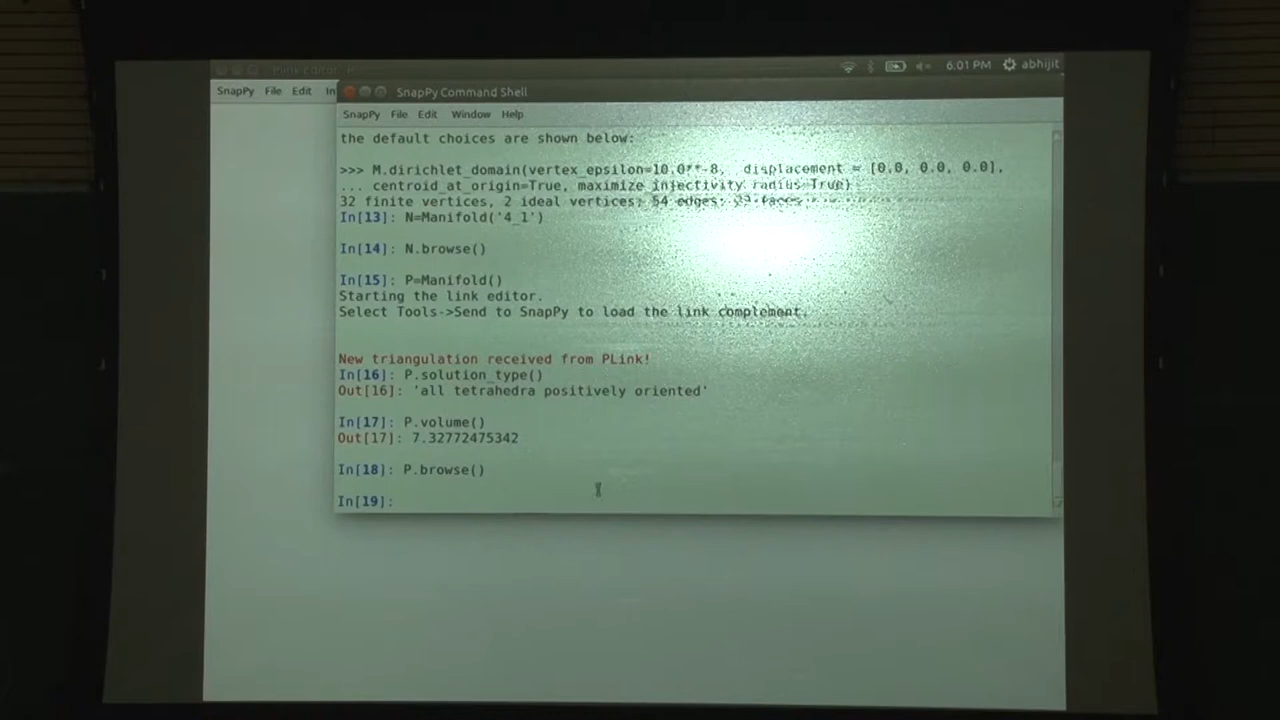 6:01 PM abhijit
SnapPy File Edit In
SnapPy Command Shell
SnapPy File Edit Window Help
the default choices are shown below:
>>> M.dirichlet_domain(vertex_epsilon=10.0**-8, displacement = [0.0, 0.0, 0.0],
... centroid_at_origin=True, maximize_injectivity_radius=True)
32 finite vertices, 2 ideal vertices; 54 edges;
In[13]: N=Manifold('4_1')
In[14]: N.browse()
In[15]: P=Manifold()
Starting the link editor.
Select Tools->Send to SnapPy to load the link complement.
New triangulation received from PLink!
In[16]: P.solution_type()
Out[16]: 'all tetrahedra positively oriented'
In[17]: P.volume()
Out[17]: 7.32772475342
In[18]: P.browse()
In[19]: